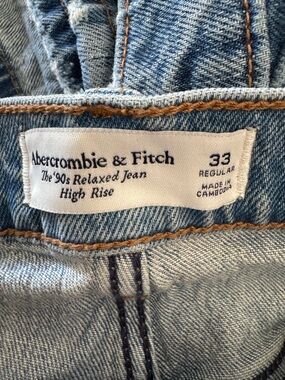 Abercrombie & Fitch
The '90s Relaxed Jean
High Rise
33
REGULAR
MADE IN
CAMBODIA